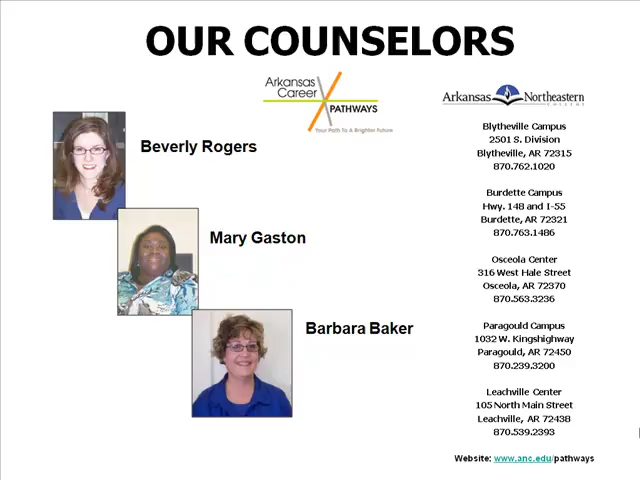 OUR COUNSELORS
Arkansas
Career
PATHWAYS
Your Path To A Brighter Future
Beverly Rogers
Mary Gaston
Barbara Baker
Arkansas Northeastern
COLLEGE
Blytheville Campus
2501 S. Division
Blytheville, AR 72315
870.762.1020
Burdette Campus
Hwy. 148 and I-55
Burdette, AR 72321
870.763.1486
Osceola Center
316 West Hale Street
Osceola, AR 72370
870.563.3236
Paragould Campus
1032 W. Kingshighway
Paragould, AR 72450
870.239.3200
Leachville Center
105 North Main Street
Leachville, AR 72438
870.539.2393
Website: www.anc.edu/pathways